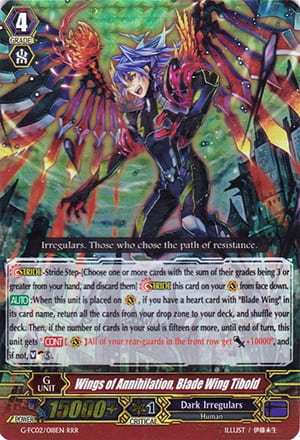 4
GRADE
Irregulars. Those who chose the path of resistance.
STRIDE-Stride Step-[Choose one or more cards with the sum of their grades being 3 or
greater from your hand, and discard them] STRIDE this card on your from face down.
AUTO:When this unit is placed on , if you have a heart card with "Blade Wing" in
its card name, return all the cards from your drop zone to your deck, and shuffle your
deck. Then, if the number of cards in your soul is fifteen or more, until end of turn, this
unit gets "CONT :All of your rear-guards in the front row get +10000", and
if not, 5.
G UNIT
Wings of Annihilation, Blade Wing Tibold
POWER
15000+
1
CRITICAL
Dark Irregulars
Human
G-FC02/018EN RRR
ILLUST / 伊藤未生